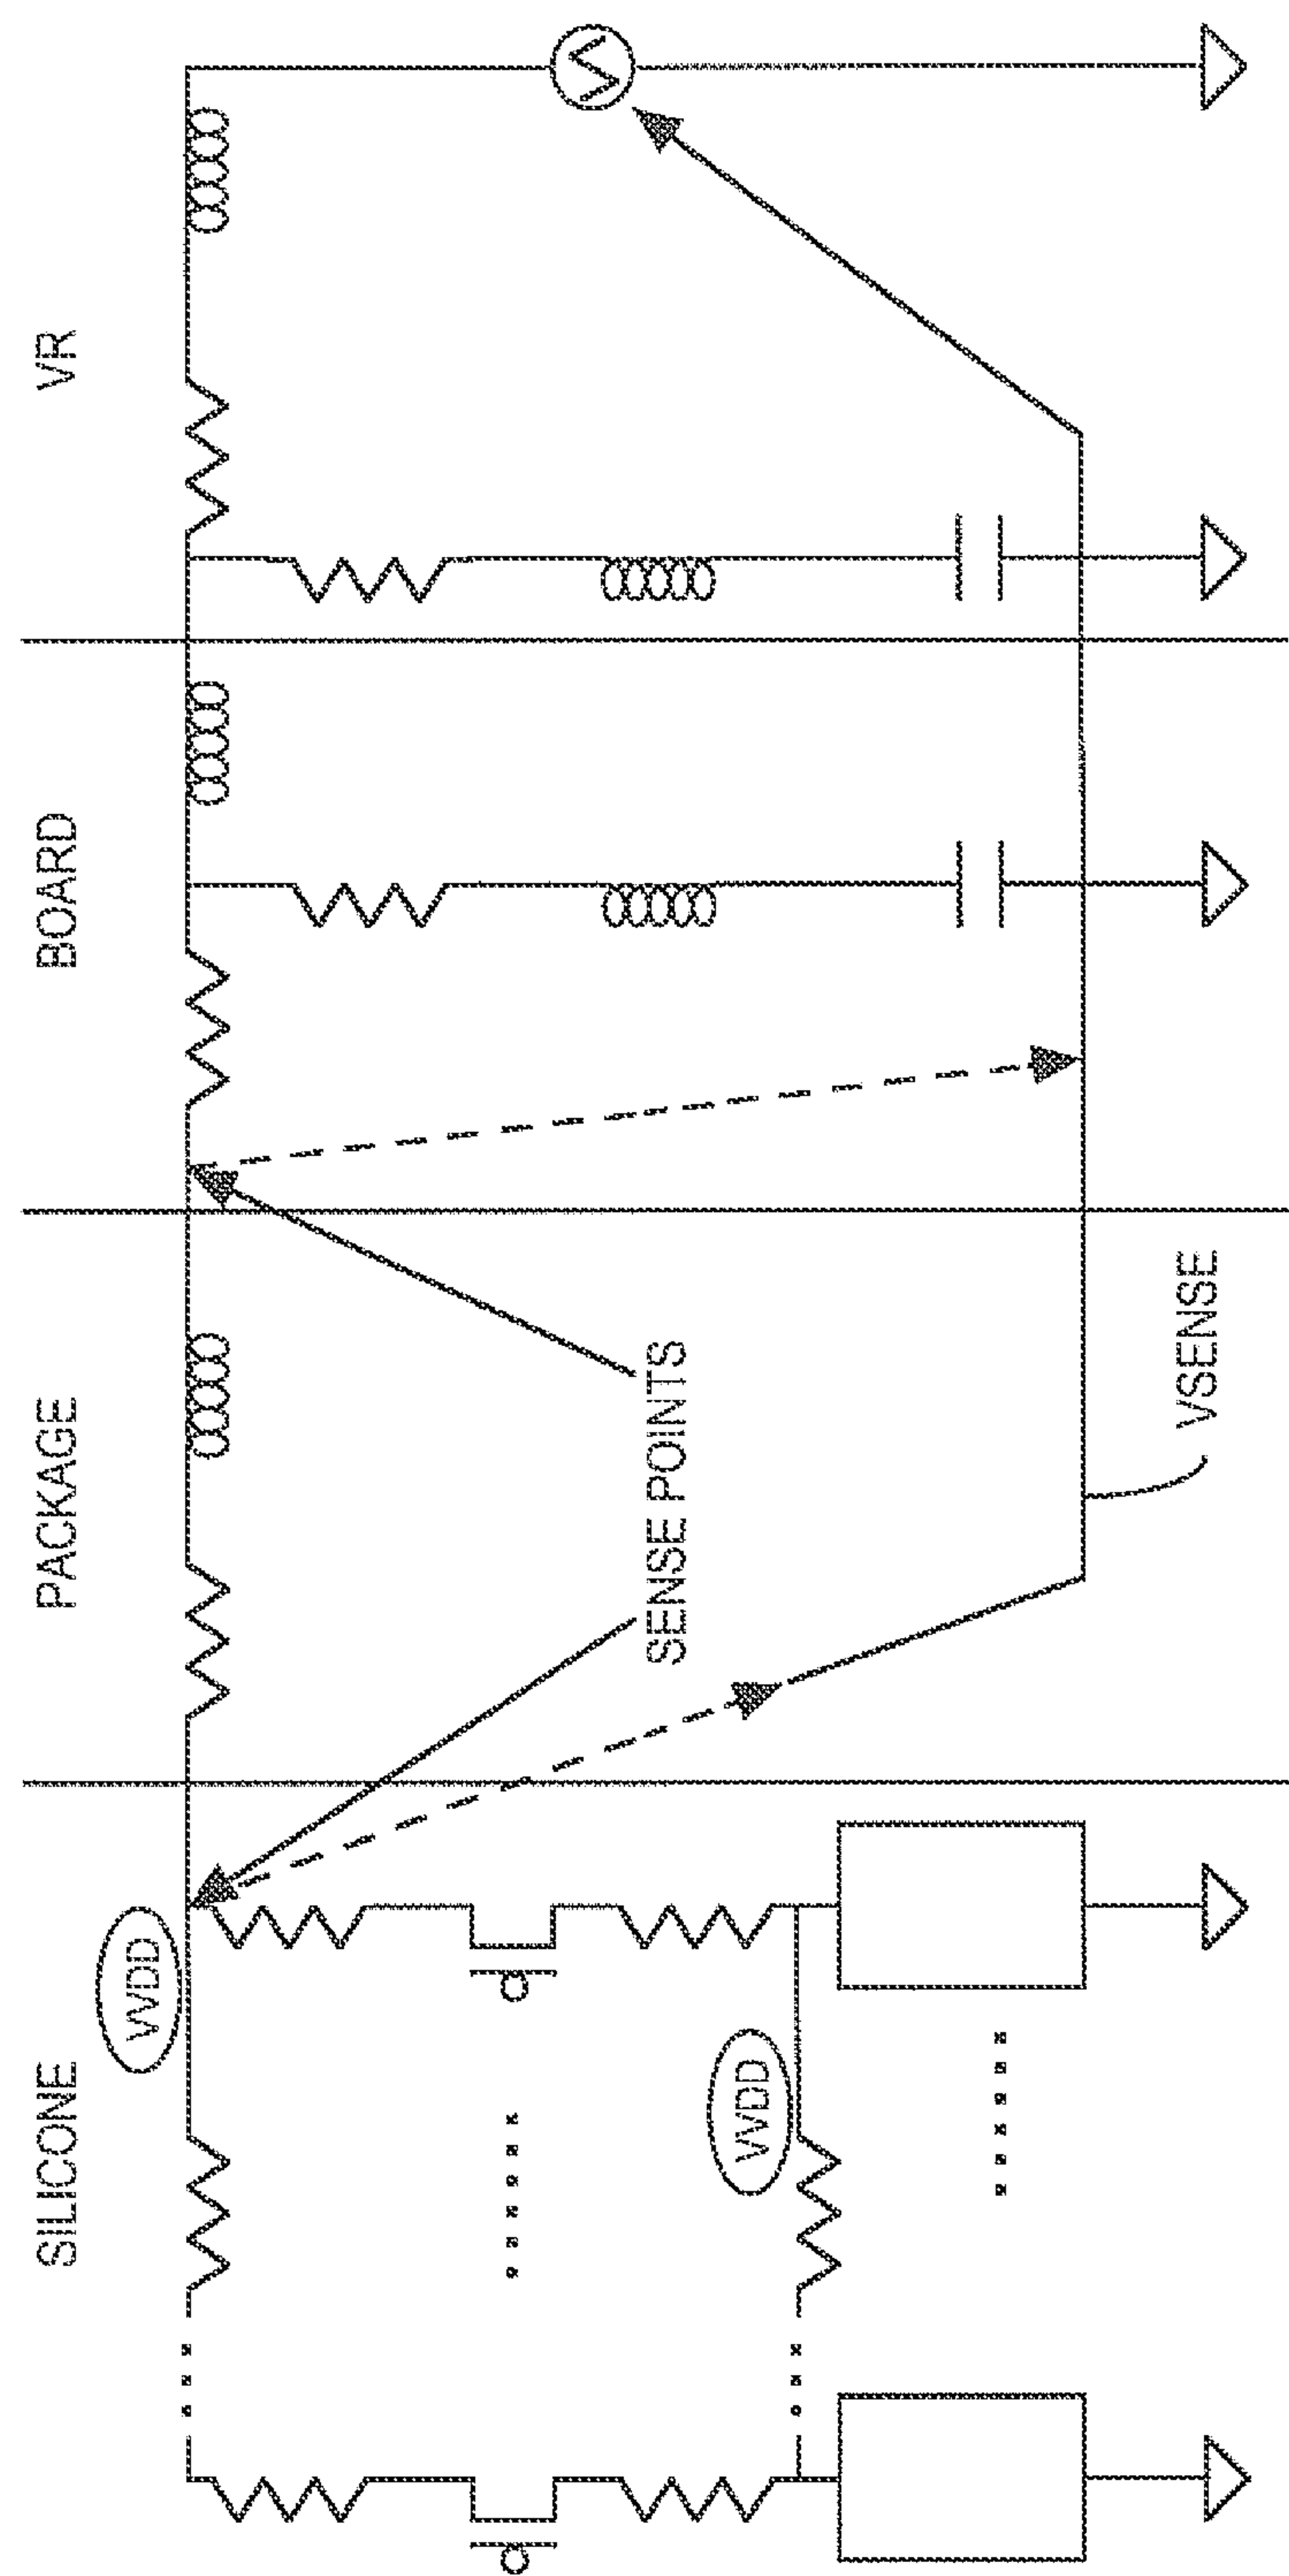 SILICONE
PACKAGE
BOARD
VR
VVDD
SENSE POINTS
VVDD
VSENSE
V